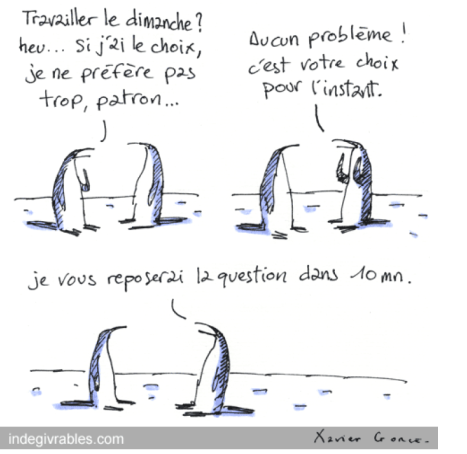 Travailler le dimanche?
heu... Si j'ai le choix,
je ne préfère pas
trop, patron...
Aucun problème !
c'est votre choix
pour l'instant.
je vous reposerai la question dans 10 mn.
indegivrables.com
Xavier Gorce.